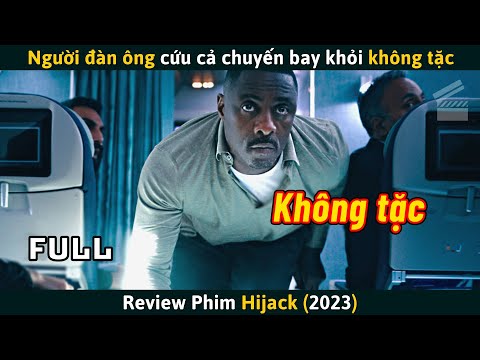 Người đàn ông cứu cả chuyến bay khỏi không tặc
Không tặc
FULL
Review Phim Hijack (2023)